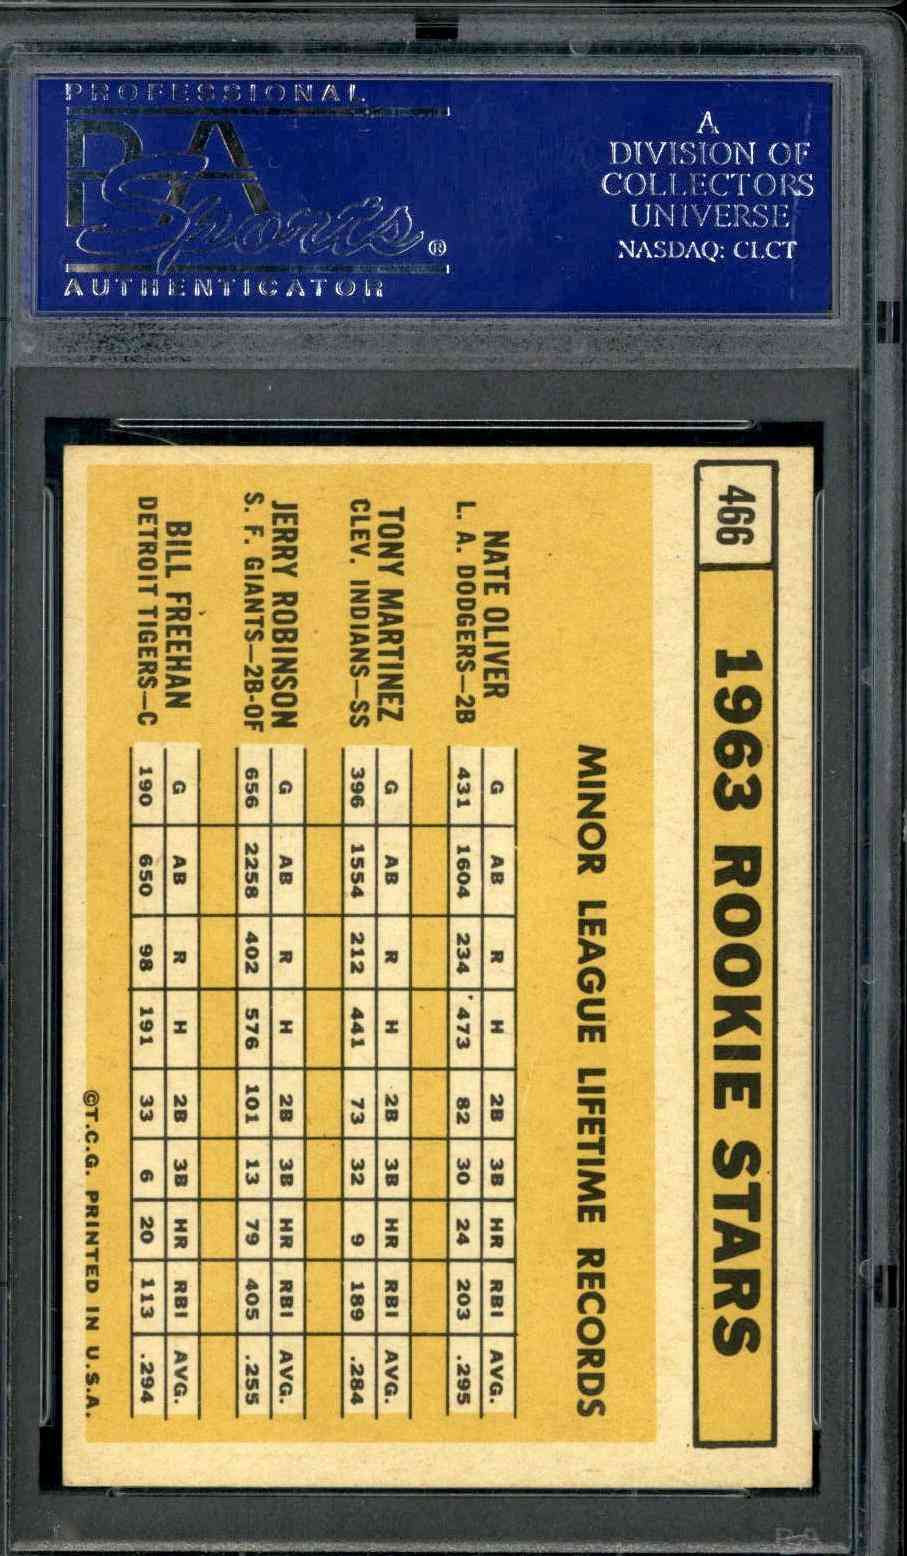 PROFESSIONAL
PSA
Sports®
AUTHENTICATOR
A
DIVISION OF
COLLECTORS
UNIVERSE
NASDAQ: CLCT
466
1963 ROOKIE STARS
MINOR LEAGUE LIFETIME RECORDS
NATE OLIVER
L. A. DODGERS—2B
G AB R H 2B 3B HR RBI AVG.
431 1604 234 473 82 30 24 203 .295
TONY MARTINEZ
CLEV. INDIANS—SS
G AB R H 2B 3B HR RBI AVG.
396 1554 212 441 73 32 9 189 .284
JERRY ROBINSON
S. F. GIANTS—2B-OF
G AB R H 2B 3B HR RBI AVG.
656 2258 402 576 101 13 79 405 .255
BILL FREEHAN
DETROIT TIGERS—C
G AB R H 2B 3B HR RBI AVG.
190 650 98 191 33 6 20 113 .294
©T.C.G. PRINTED IN U.S.A.
PSA